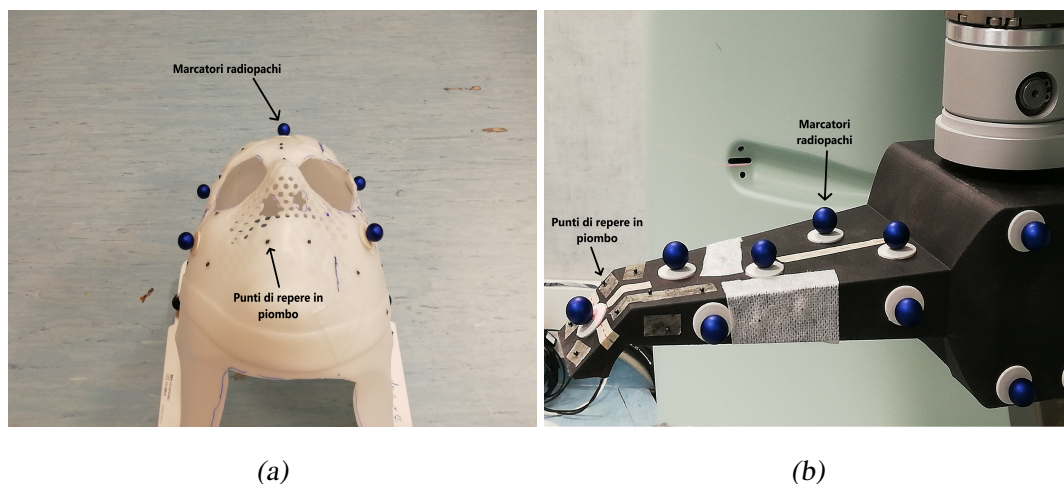 Marcatori radiopachi
Punti di repere in
piombo
Marcatori
radiopachi
Punti di repere in
piombo
(a)
(b)